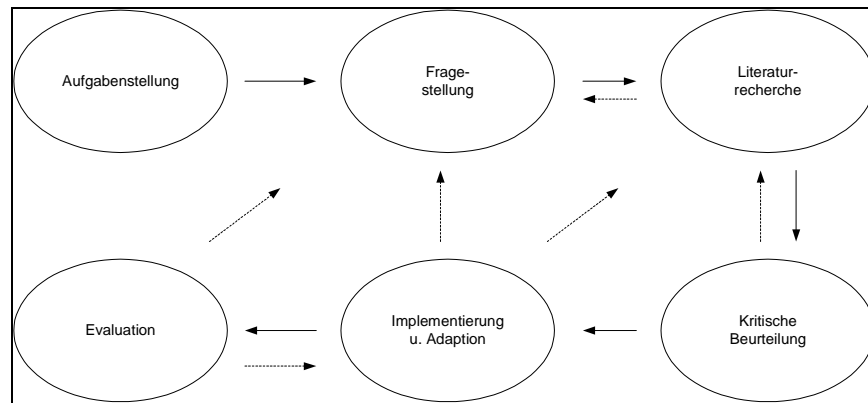 Aufgabenstellung
Frage-
stellung
Literatur-
recherche
Evaluation
Implementierung
u. Adaption
Kritische
Beurteilung